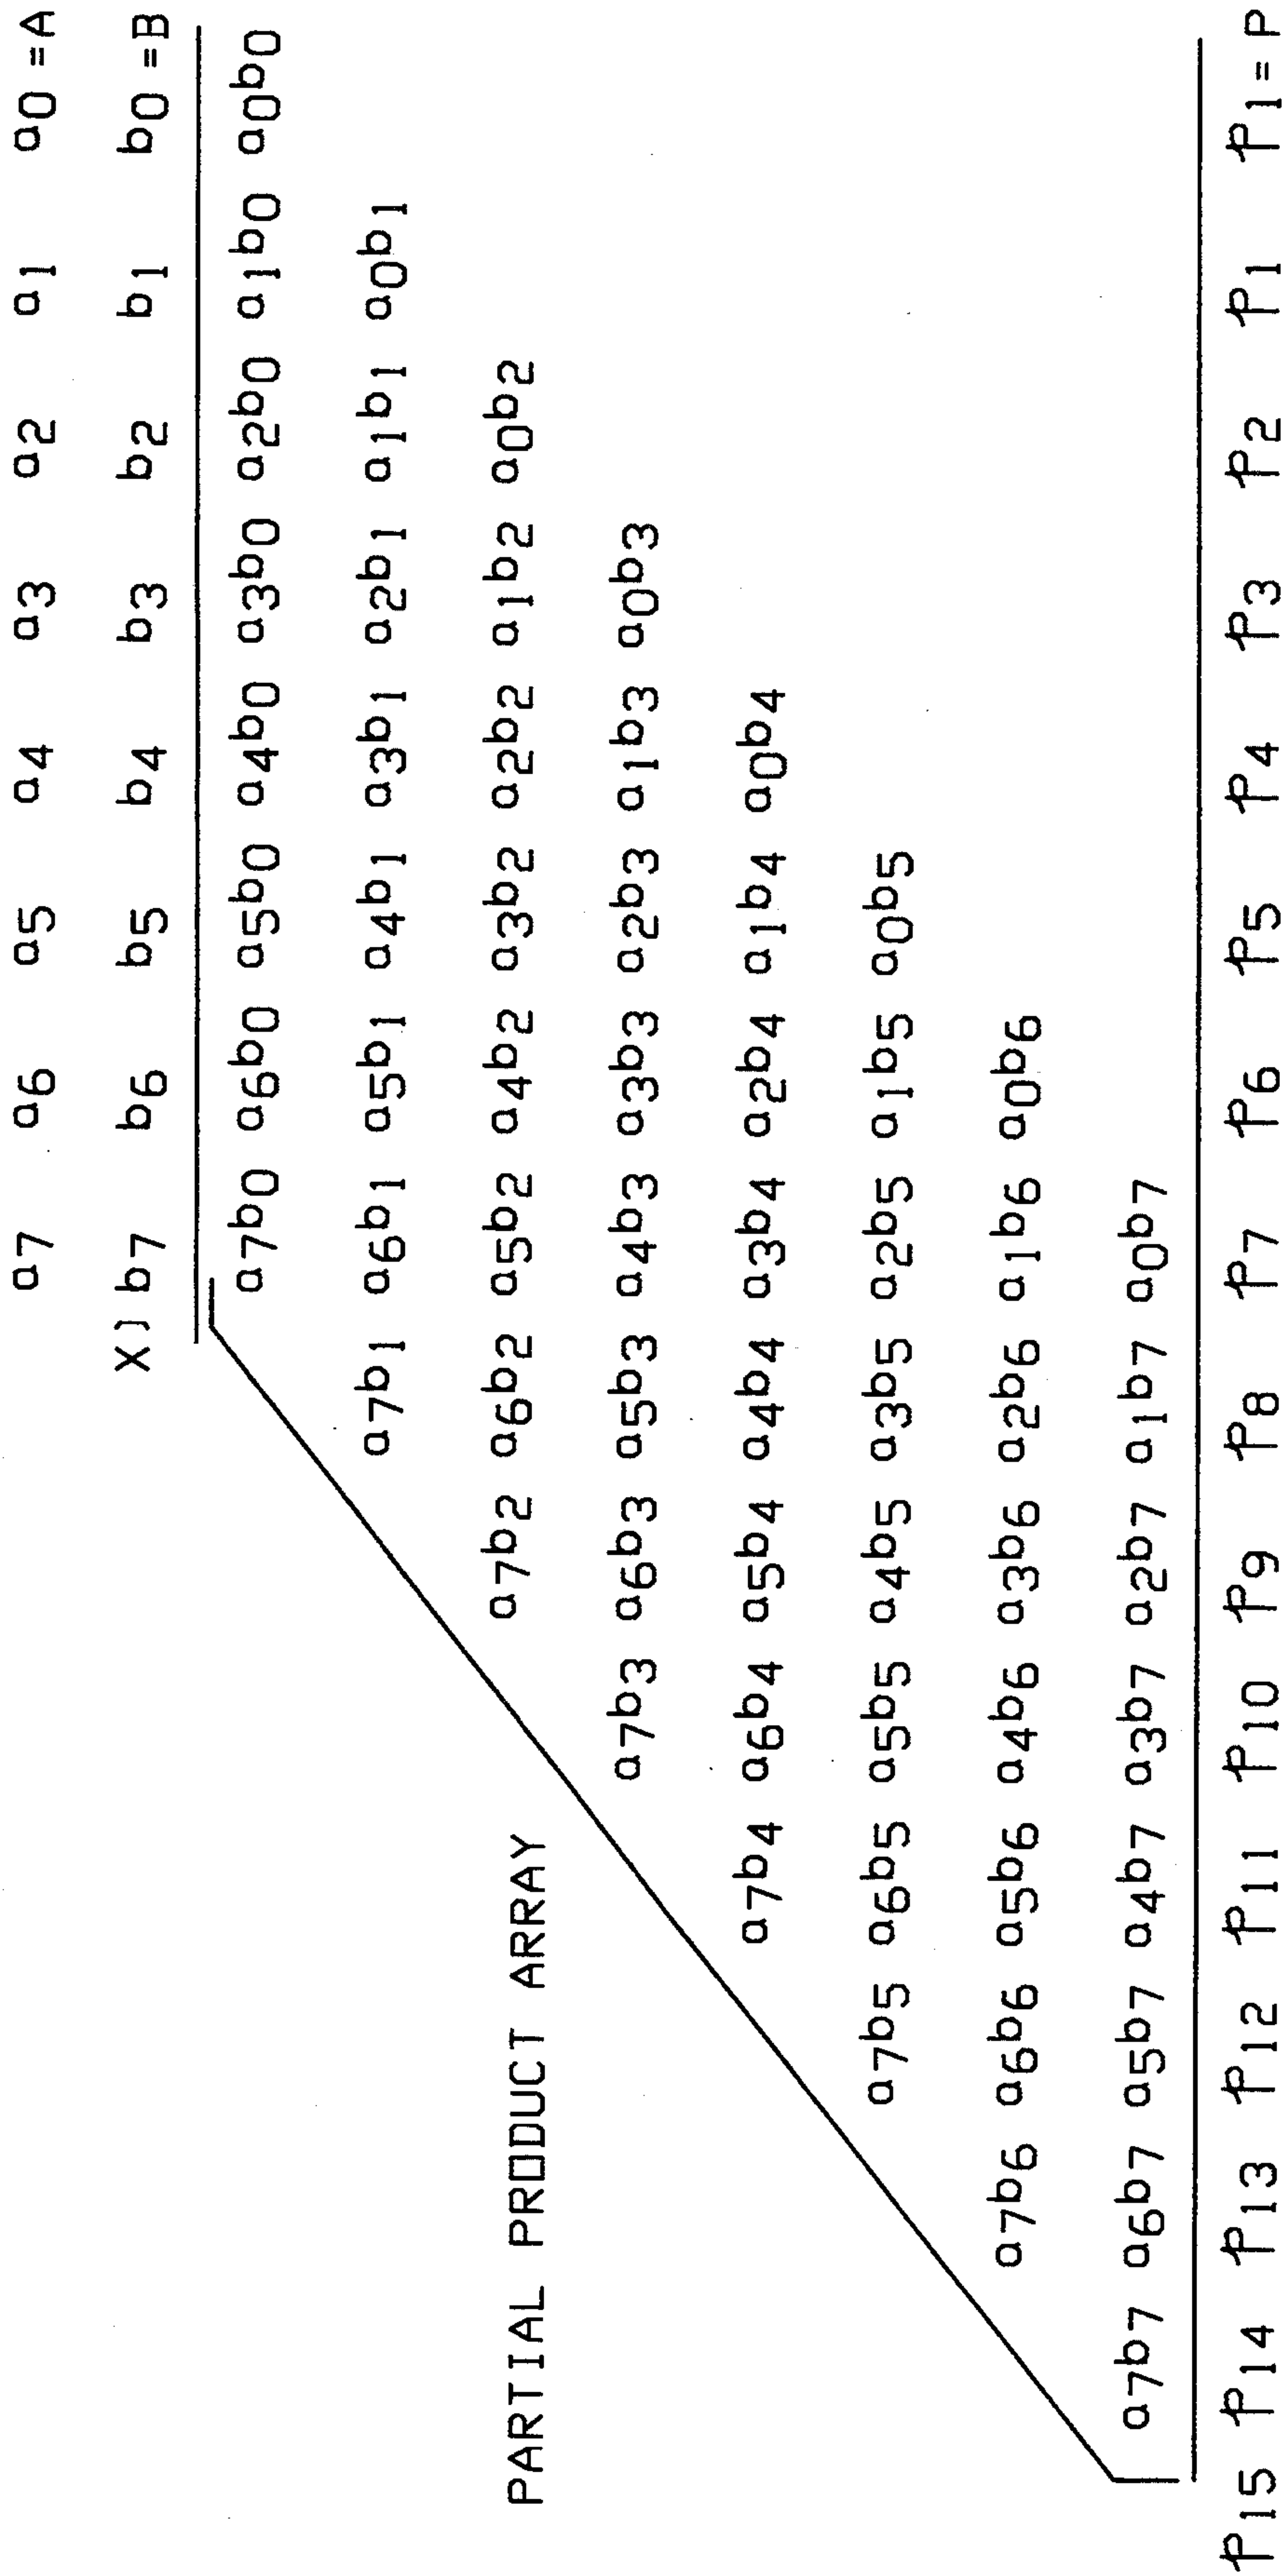 a7 a6 a5 a4 a3 a2 a1 a0 =A
X) b7 b6 b5 b4 b3 b2 b1 b0 =B
a7b0 a6b0 a5b0 a4b0 a3b0 a2b0 a1b0 a0b0
a7b1 a6b1 a5b1 a4b1 a3b1 a2b1 a1b1 a0b1
PARTIAL PRODUCT ARRAY
a7b2 a6b2 a5b2 a4b2 a3b2 a2b2 a1b2 a0b2
a7b3 a6b3 a5b3 a4b3 a3b3 a2b3 a1b3 a0b3
a7b4 a6b4 a5b4 a4b4 a3b4 a2b4 a1b4 a0b4
a7b5 a6b5 a5b5 a4b5 a3b5 a2b5 a1b5 a0b5
a7b6 a6b6 a5b6 a4b6 a3b6 a2b6 a1b6 a0b6
a7b7 a6b7 a5b7 a4b7 a3b7 a2b7 a1b7 a0b7
P15 P14 P13 P12 P11 P10 P9 P8 P7 P6 P5 P4 P3 P2 P1 P1= P